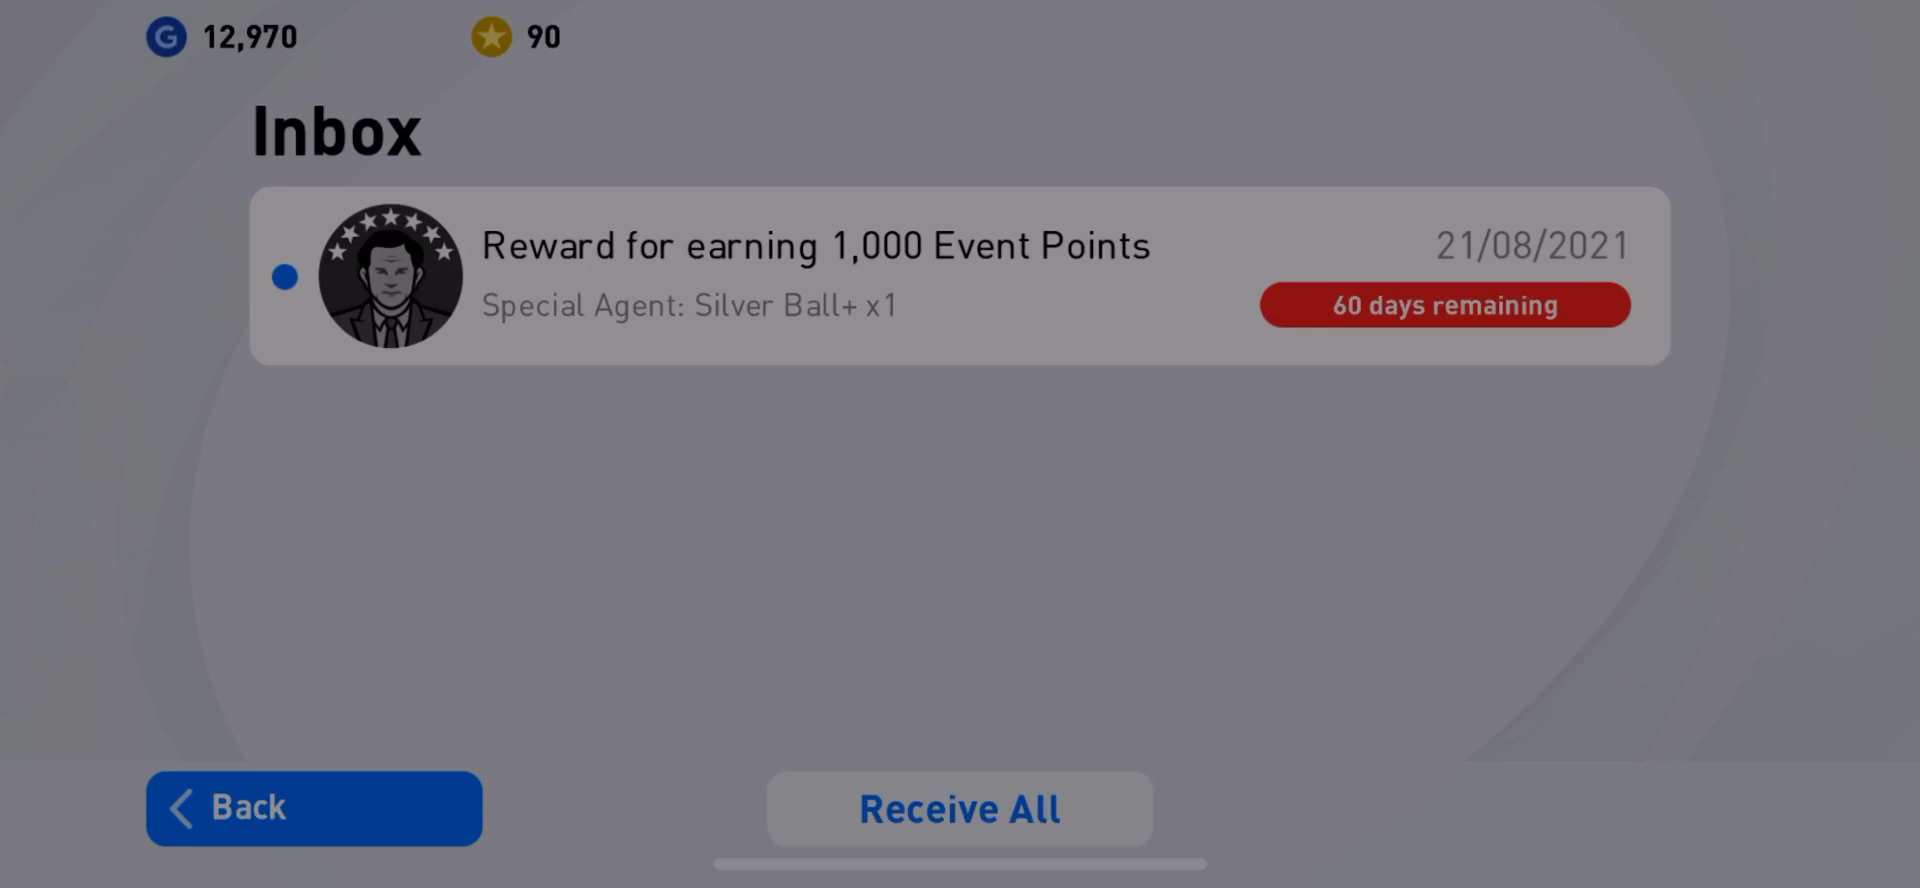 G 12,970 90
Inbox
Reward for earning 1,000 Event Points 21/08/2021
Special Agent: Silver Ball+ x1 60 days remaining
Back Receive All